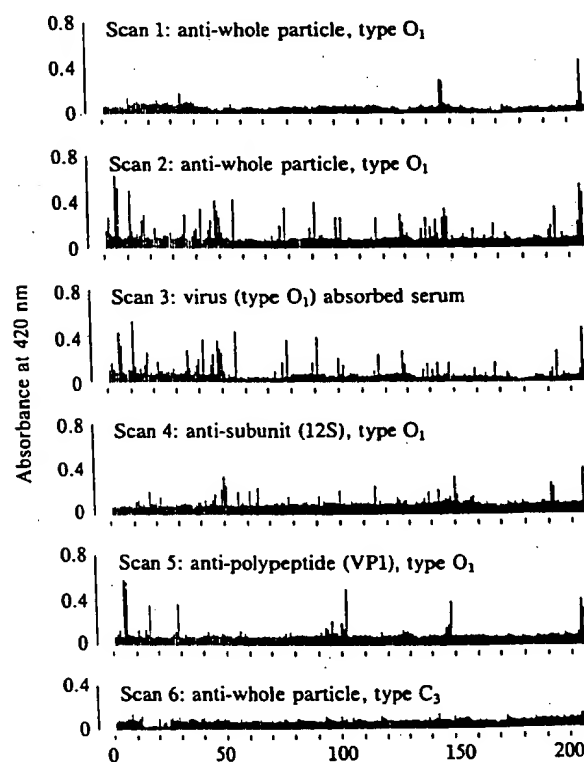 0.8
Scan 1: anti-whole particle, type O₁
0.4
0
0.8
Scan 2: anti-whole particle, type O₁
0.4
0
0.8
Scan 3: virus (type O₁) absorbed serum
0.4
0
0.8
Scan 4: anti-subunit (12S), type O₁
0.4
0
0.8
Scan 5: anti-polypeptide (VP1), type O₁
0.4
0
0.4
Scan 6: anti-whole particle, type C₃
0
0 50 100 150 200
Absorbance at 420 nm